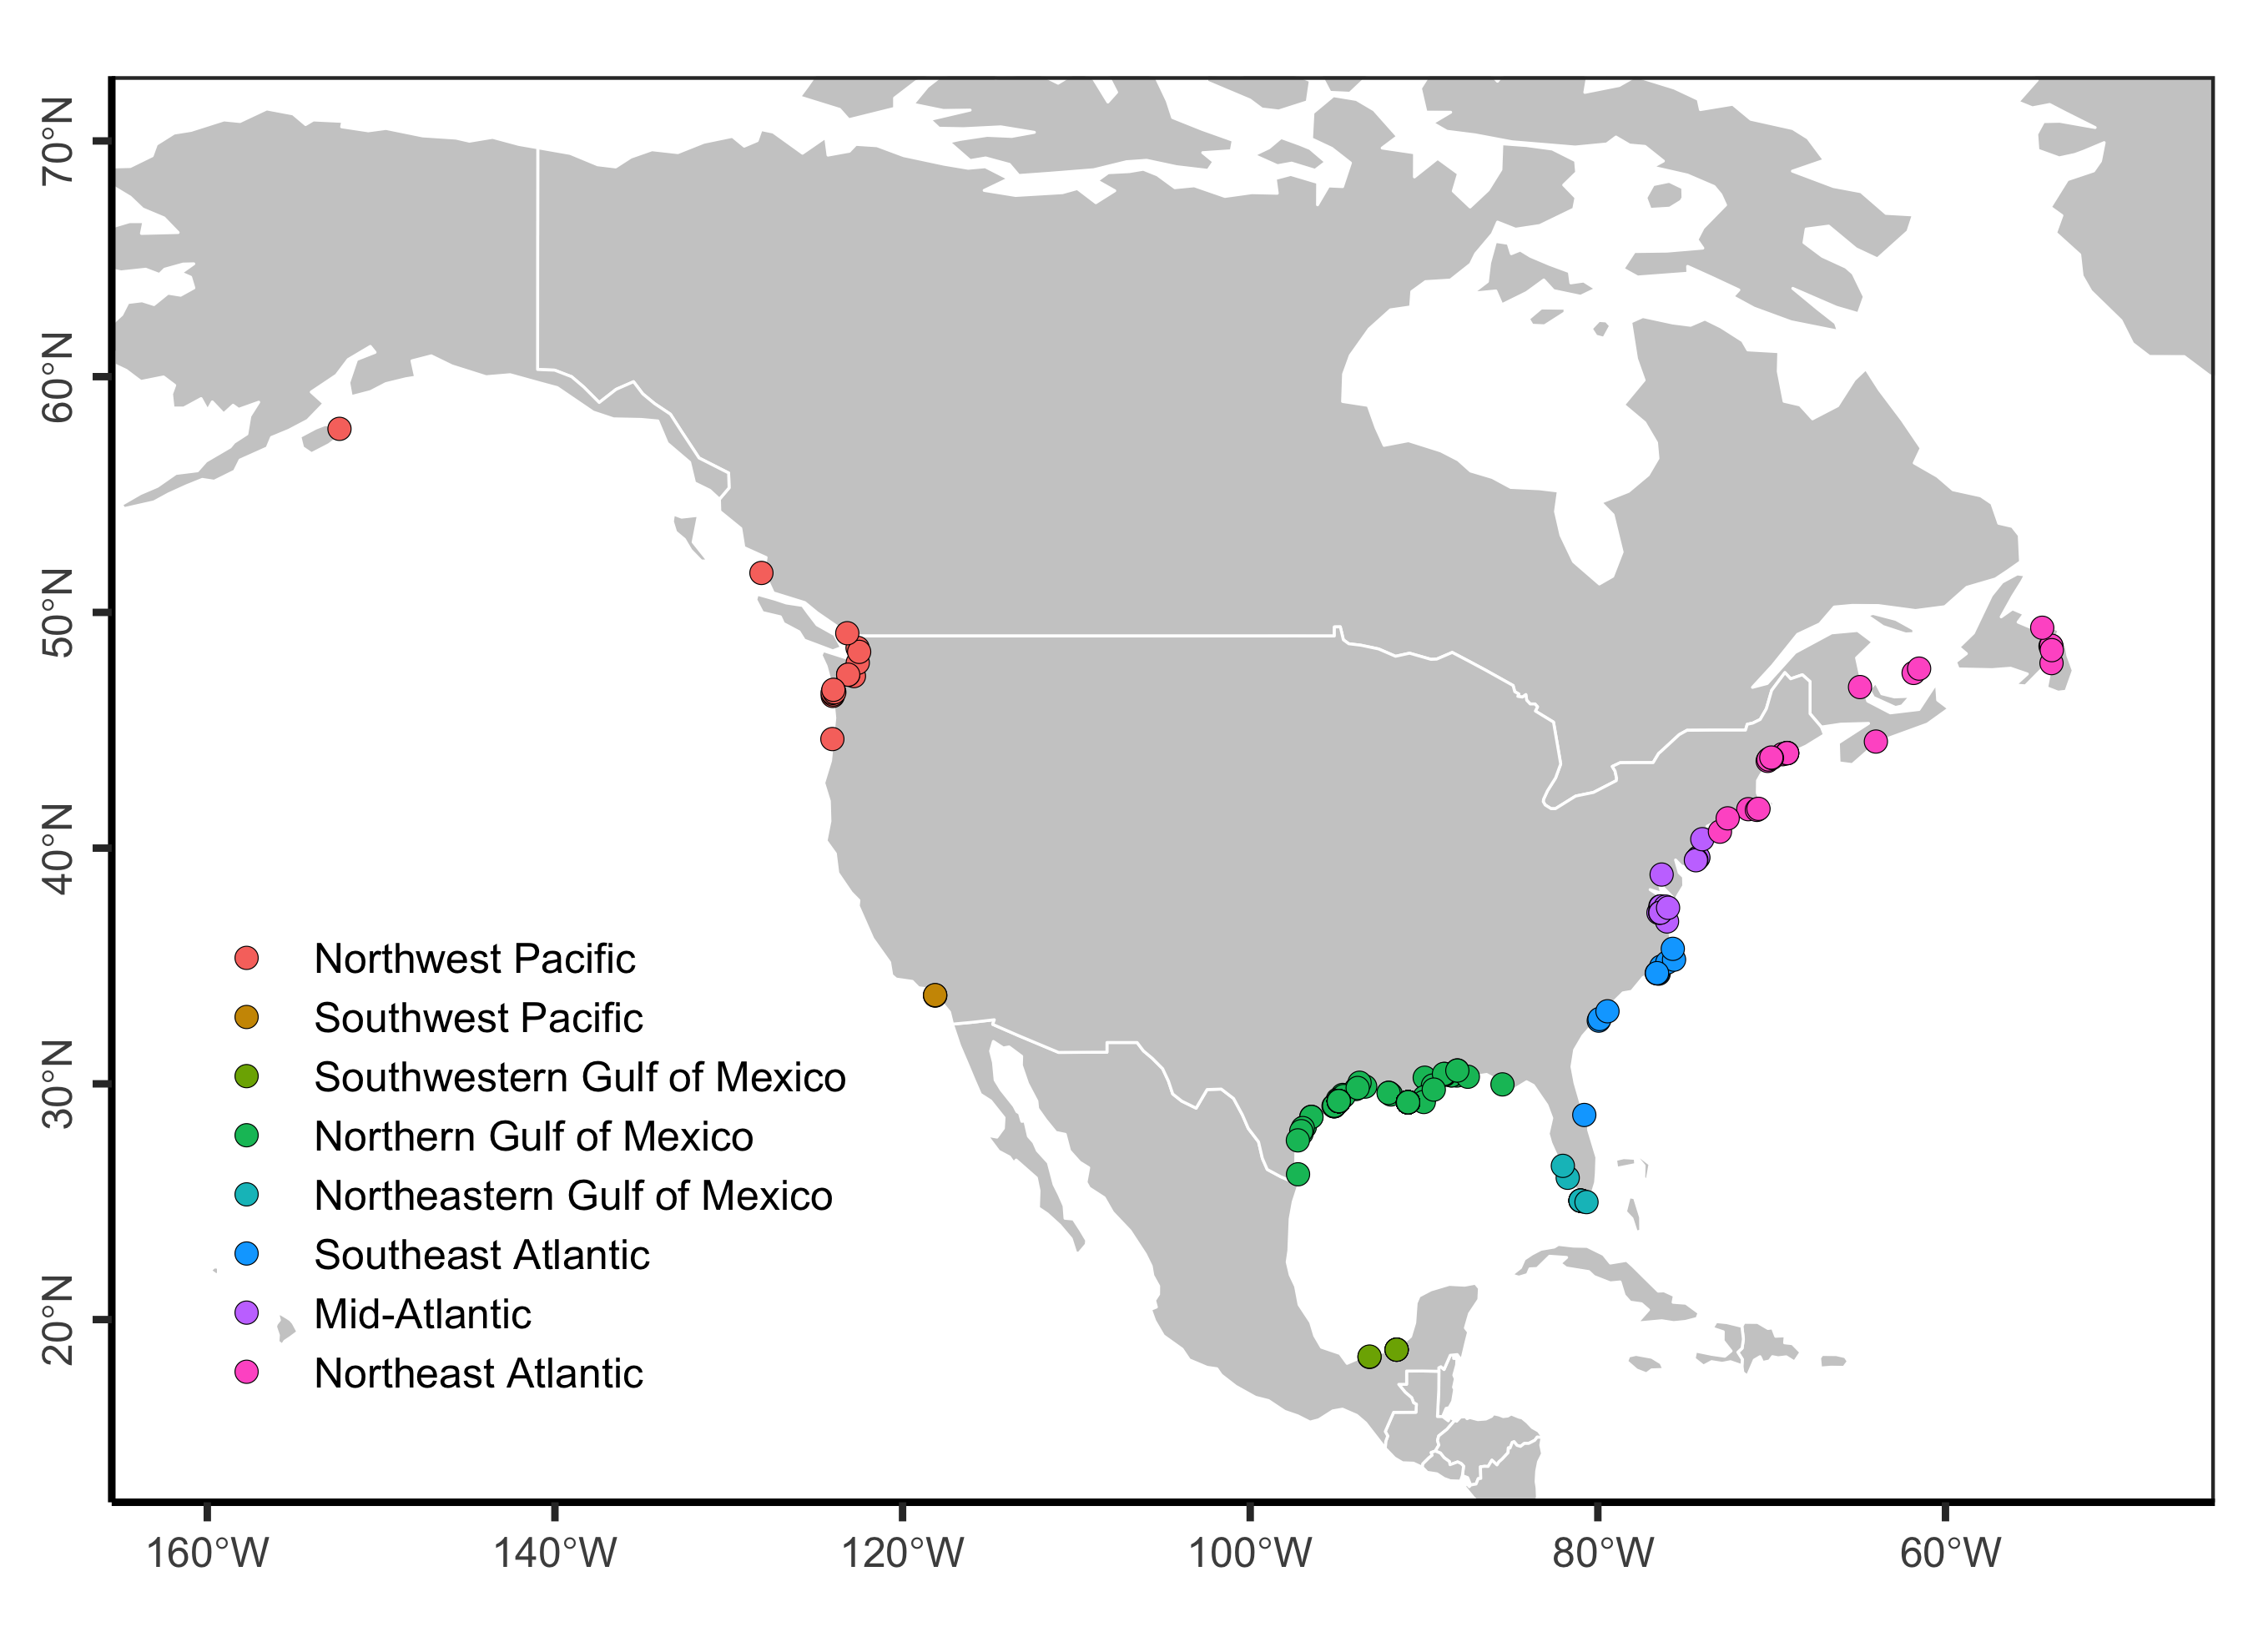 70°N
60°N
50°N
40°N
30°N
20°N
Northwest Pacific
Southwest Pacific
Southwestern Gulf of Mexico
Northern Gulf of Mexico
Northeastern Gulf of Mexico
Southeast Atlantic
Mid-Atlantic
Northeast Atlantic
160°W
140°W
120°W
100°W
80°W
60°W